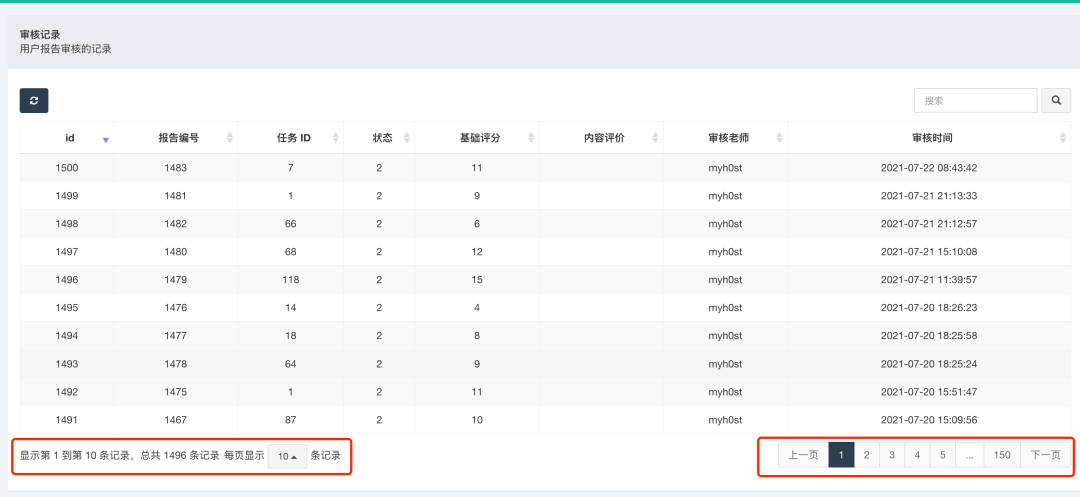 审核记录
用户报告审核的记录
搜索
id 报告编号 任务 ID 状态 基础评分 内容评价 审核老师 审核时间
1500 1483 7 2 11 myh0st 2021-07-22 08:43:42
1499 1481 1 2 9 myh0st 2021-07-21 21:13:33
1498 1482 66 2 6 myh0st 2021-07-21 21:12:57
1497 1480 68 2 12 myh0st 2021-07-21 15:10:08
1496 1479 118 2 15 myh0st 2021-07-21 11:39:57
1495 1476 14 2 4 myh0st 2021-07-20 18:26:23
1494 1477 18 2 8 myh0st 2021-07-20 18:25:58
1493 1478 64 2 9 myh0st 2021-07-20 18:25:24
1492 1475 1 2 11 myh0st 2021-07-20 15:51:47
1491 1467 87 2 10 myh0st 2021-07-20 15:09:56
显示第 1 到第 10 条记录，总共 1496 条记录 每页显示 10 条记录 上一页 1 2 3 4 5 ... 150 下一页